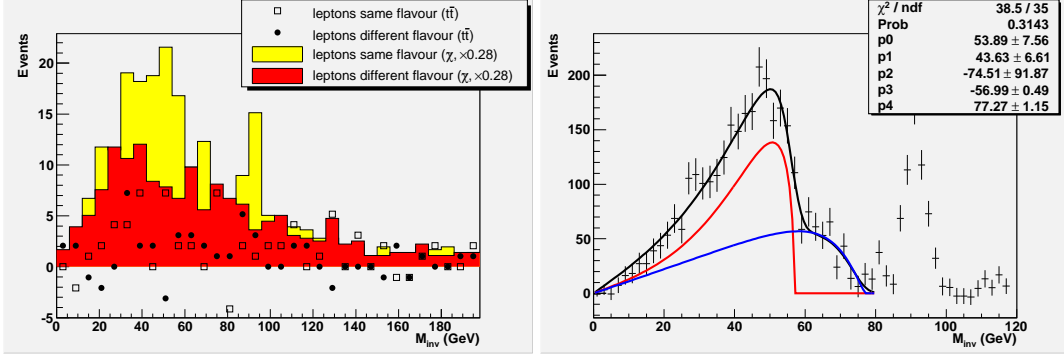 leptons same flavour (tt̄)
leptons different flavour (tt̄)
leptons same flavour (χ, ×0.28)
leptons different flavour (χ, ×0.28)
Events
20
15
10
5
0
-5
0 20 40 60 80 100 120 140 160 180
M_inv (GeV)
χ² / ndf 38.5 / 35
Prob 0.3143
p0 53.89 ± 7.56
p1 43.63 ± 6.61
p2 -74.51 ± 91.87
p3 -56.99 ± 0.49
p4 77.27 ± 1.15
Events
200
150
100
50
0
0 20 40 60 80 100 120
M_inv (GeV)